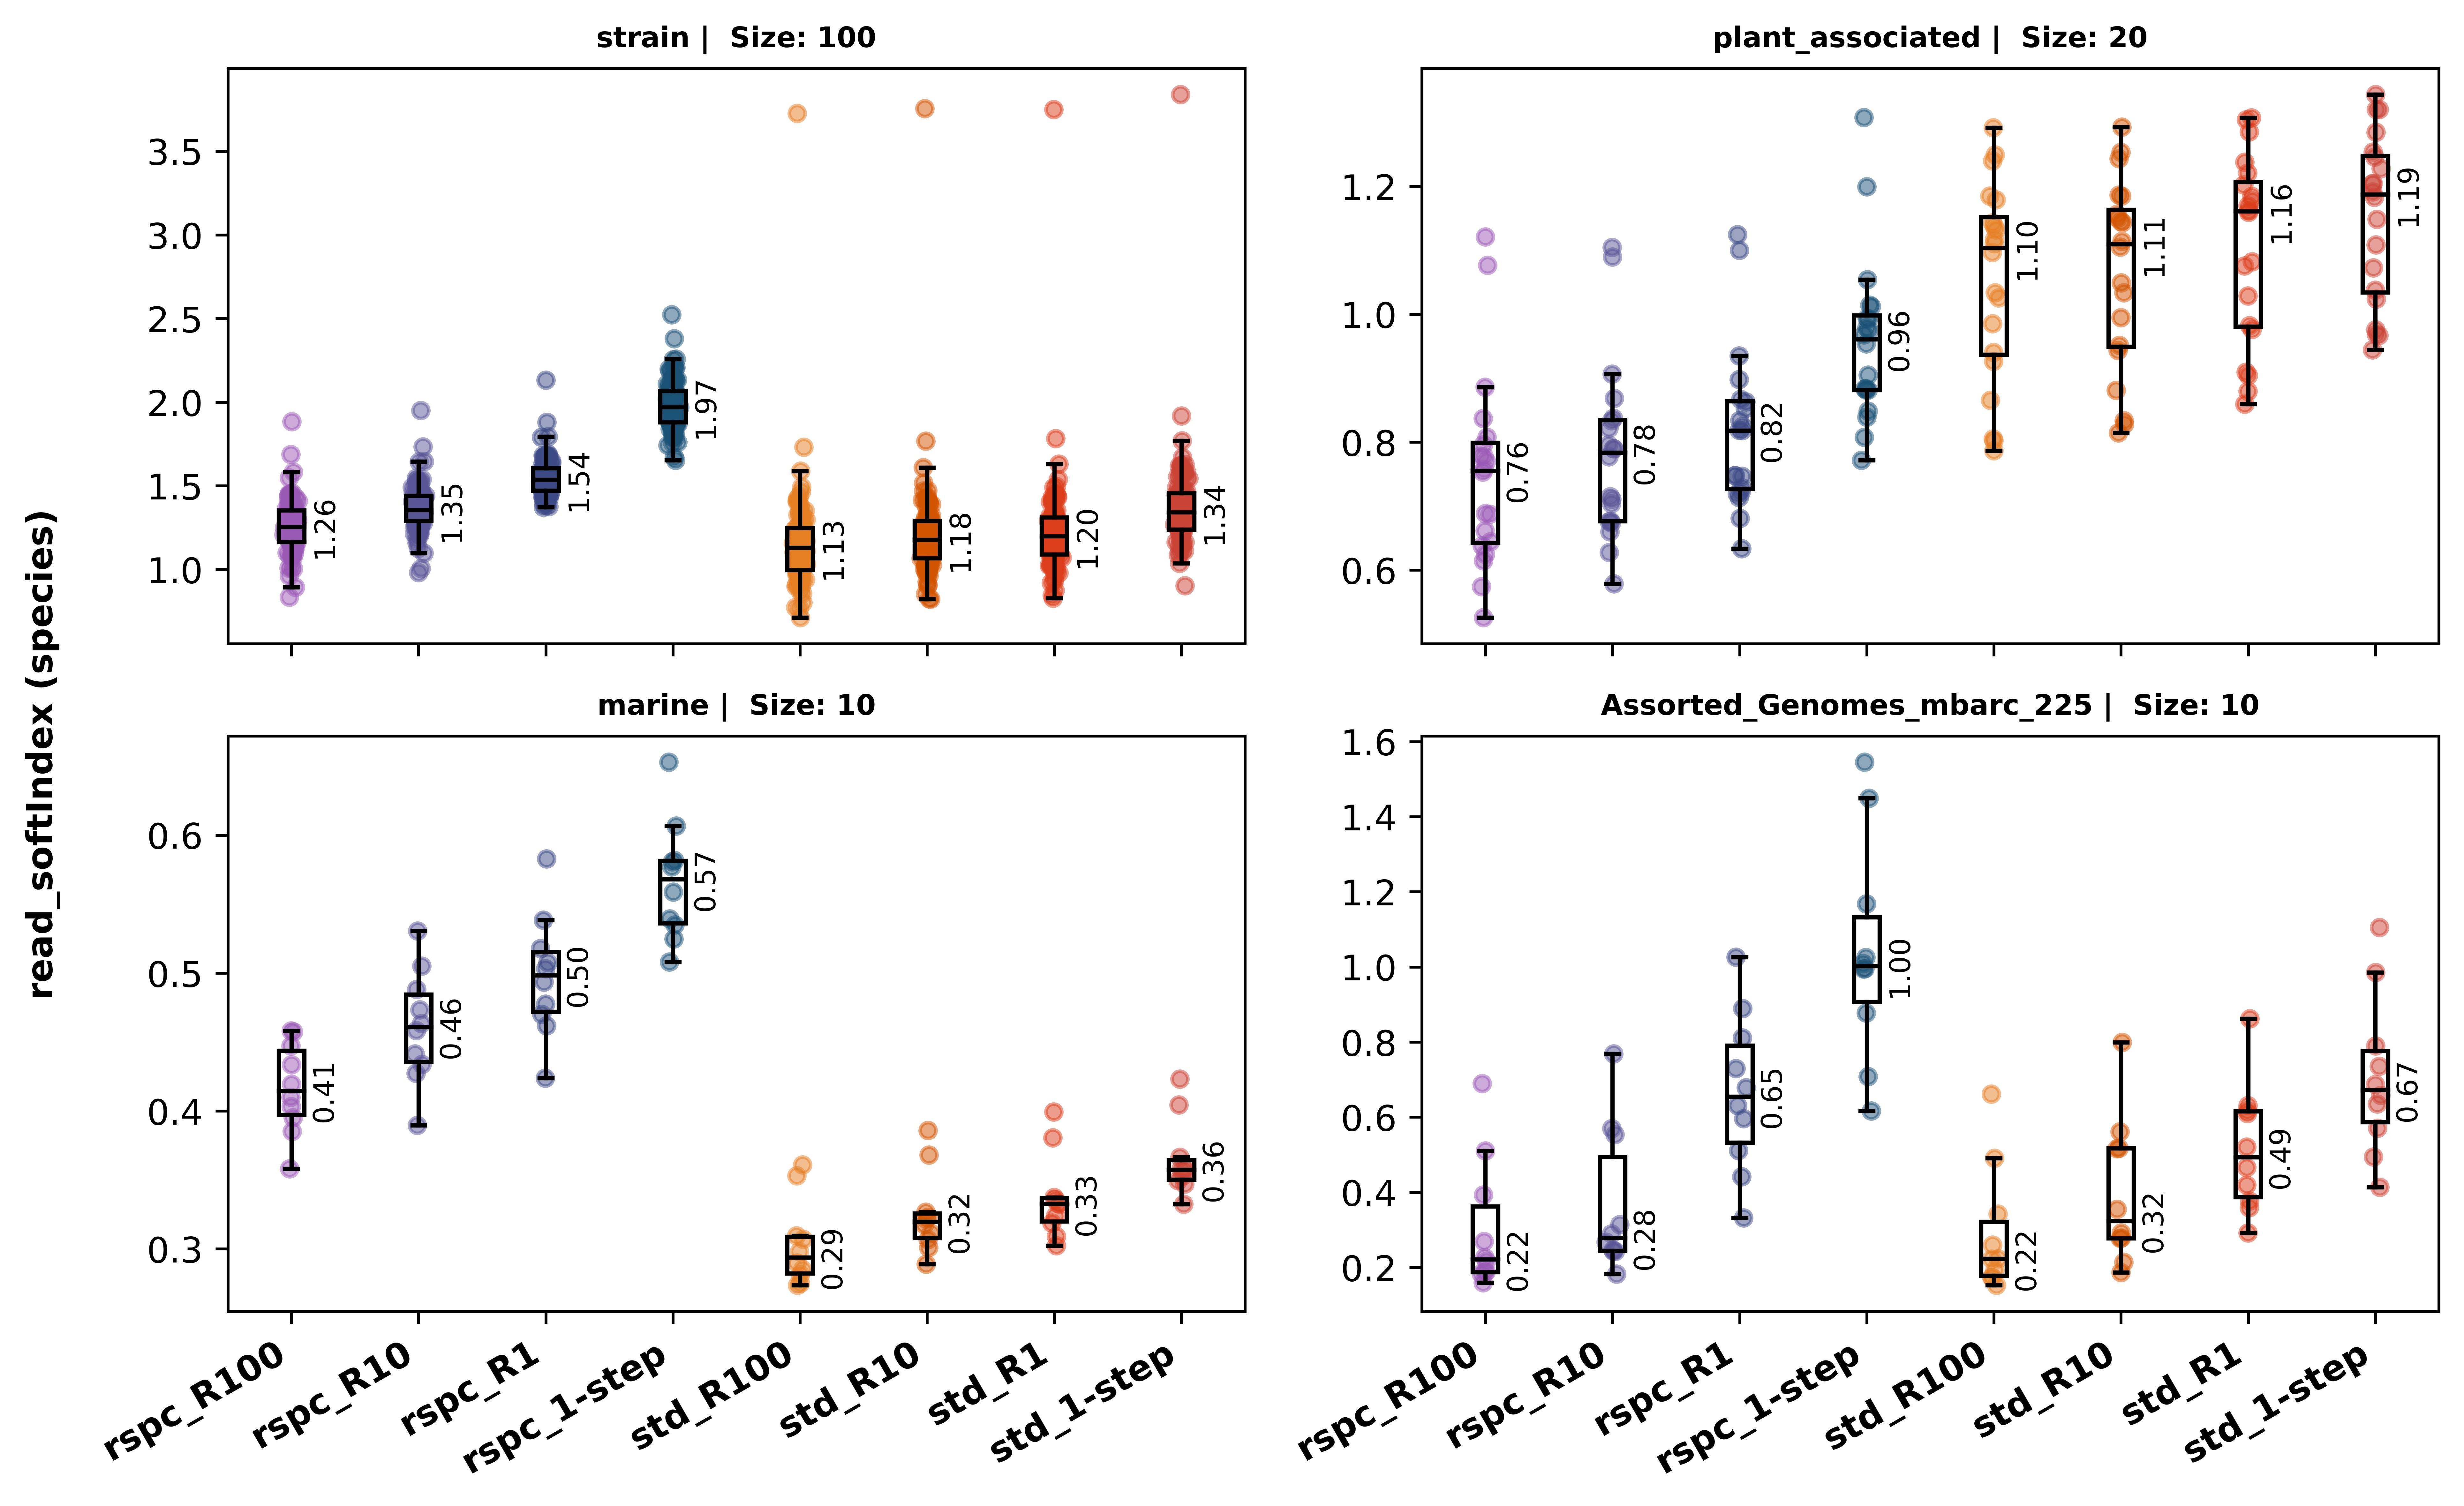 read_softIndex (species)
strain |  Size: 100
3.5
3.0
2.5
2.0
1.5
1.0
1.26
1.35
1.54
1.97
1.13
1.18
1.20
1.34
plant_associated |  Size: 20
1.2
1.0
0.8
0.6
0.76
0.78
0.82
0.96
1.10
1.11
1.16
1.19
marine |  Size: 10
0.6
0.5
0.4
0.3
0.41
0.46
0.50
0.57
0.29
0.32
0.33
0.36
rspc_R100
rspc_R10
rspc_R1
rspc_1-step
std_R100
std_R10
std_R1
std_1-step
Assorted_Genomes_mbarc_225 |  Size: 10
1.6
1.4
1.2
1.0
0.8
0.6
0.4
0.2
0.22
0.28
0.65
1.00
0.22
0.32
0.49
0.67
rspc_R100
rspc_R10
rspc_R1
rspc_1-step
std_R100
std_R10
std_R1
std_1-step